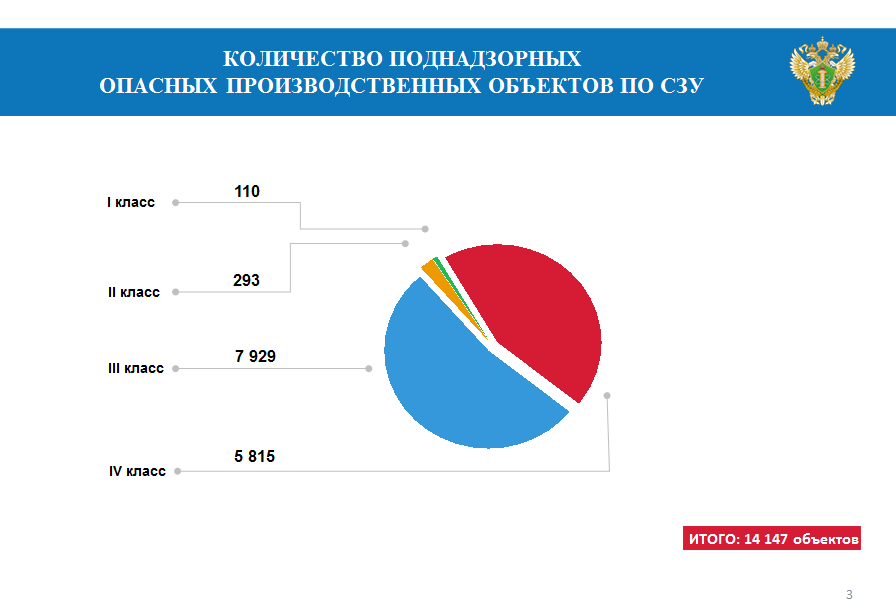 КОЛИЧЕСТВО ПОДНАДЗОРНЫХ
ОПАСНЫХ ПРОИЗВОДСТВЕННЫХ ОБЪЕКТОВ ПО СЗУ
I класс
110
II класс
293
III класс
7 929
IV класс
5 815
ИТОГО: 14 147 объектов
3